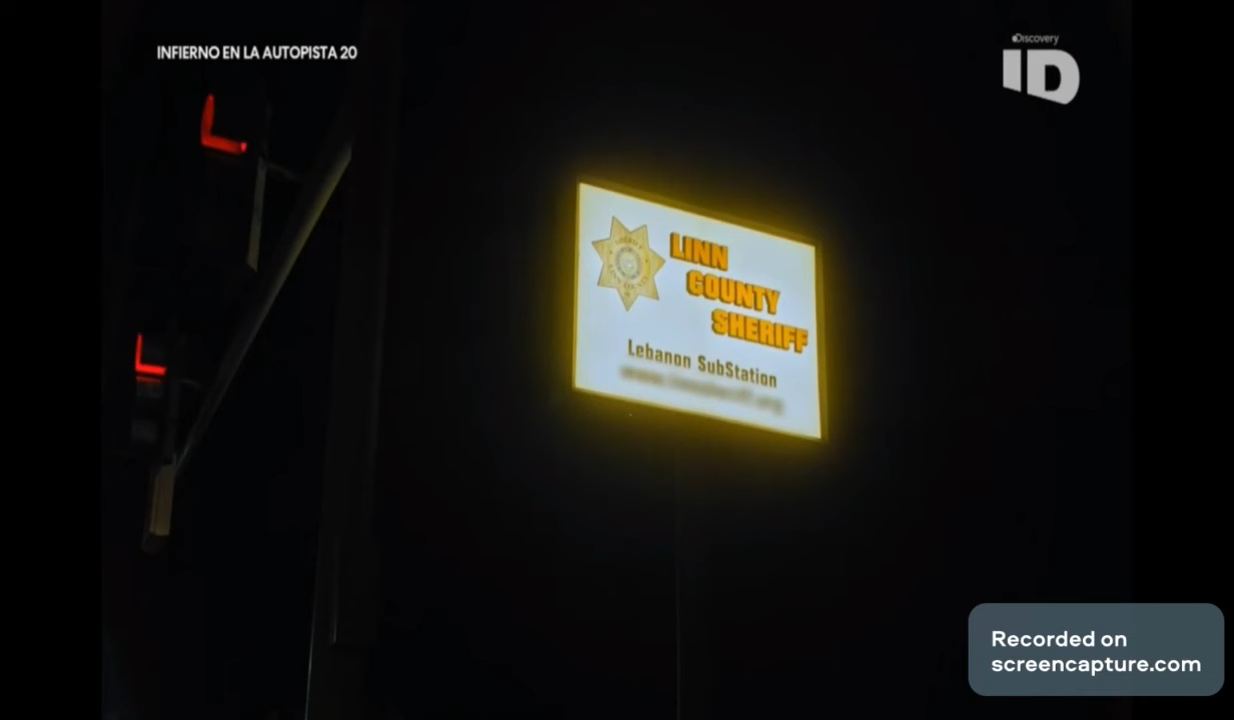 INFIERNO EN LA AUTOPISTA 20
Discovery
ID
LINN
COUNTY
SHERIFF
Lebanon SubStation
Recorded on
screencapture.com